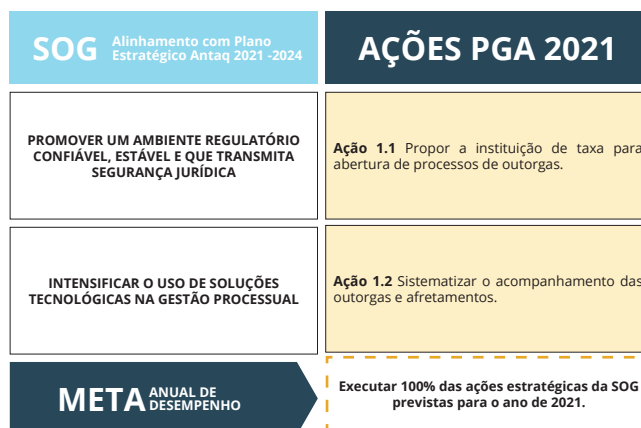 SOG Alinhamento com Plano
Estratégico Antaq 2021 -2024
AÇÕES PGA 2021
PROMOVER UM AMBIENTE REGULATÓRIO
CONFIÁVEL, ESTÁVEL E QUE TRANSMITA
SEGURANÇA JURÍDICA
Ação 1.1 Propor a instituição de taxa para
abertura de processos de outorgas.
INTENSIFICAR O USO DE SOLUÇÕES
TECNOLÓGICAS NA GESTÃO PROCESSUAL
Ação 1.2 Sistematizar o acompanhamento das
outorgas e afretamentos.
META ANUAL DE
DESEMPENHO
Executar 100% das ações estratégicas da SOG
previstas para o ano de 2021.